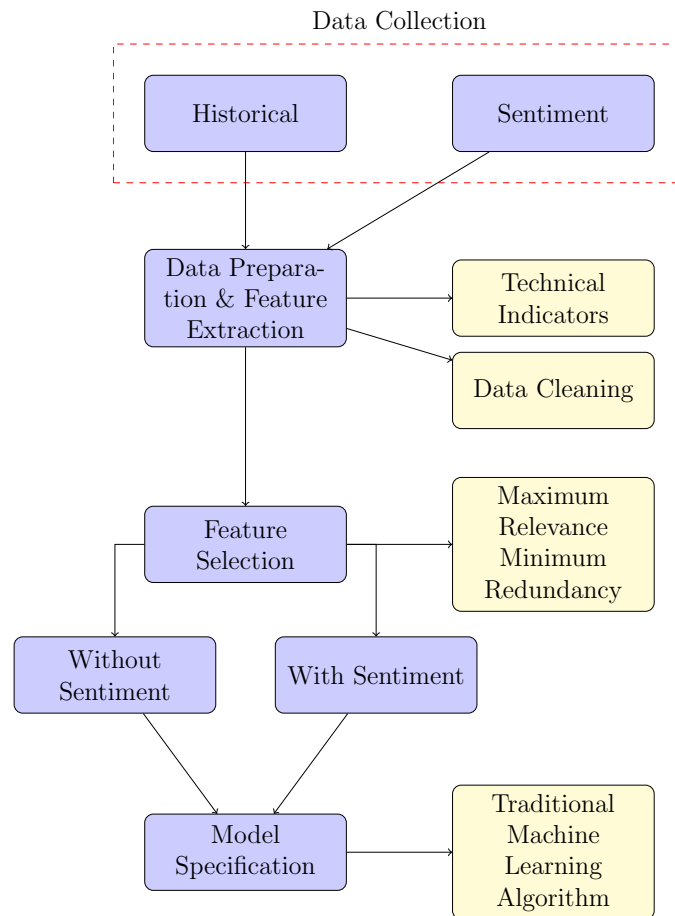 Data Collection
Historical
Sentiment
Data Prepara-
tion & Feature
Extraction
Technical
Indicators
Data Cleaning
Feature
Selection
Maximum
Relevance
Minimum
Redundancy
Without
Sentiment
With Sentiment
Model
Specification
Traditional
Machine
Learning
Algorithm